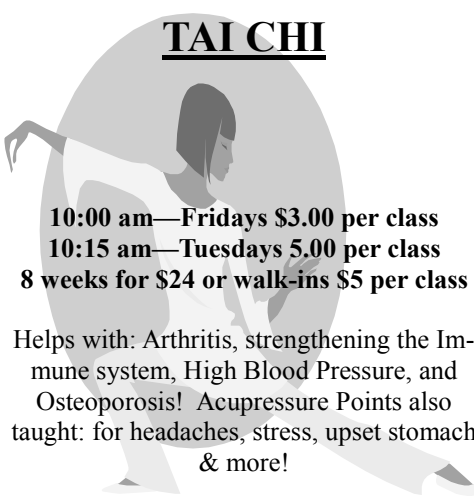 TAI CHI
10:00 am—Fridays $3.00 per class
10:15 am—Tuesdays 5.00 per class
8 weeks for $24 or walk-ins $5 per class
Helps with: Arthritis, strengthening the Im-
mune system, High Blood Pressure, and
Osteoporosis!  Acupressure Points also
taught: for headaches, stress, upset stomach
& more!